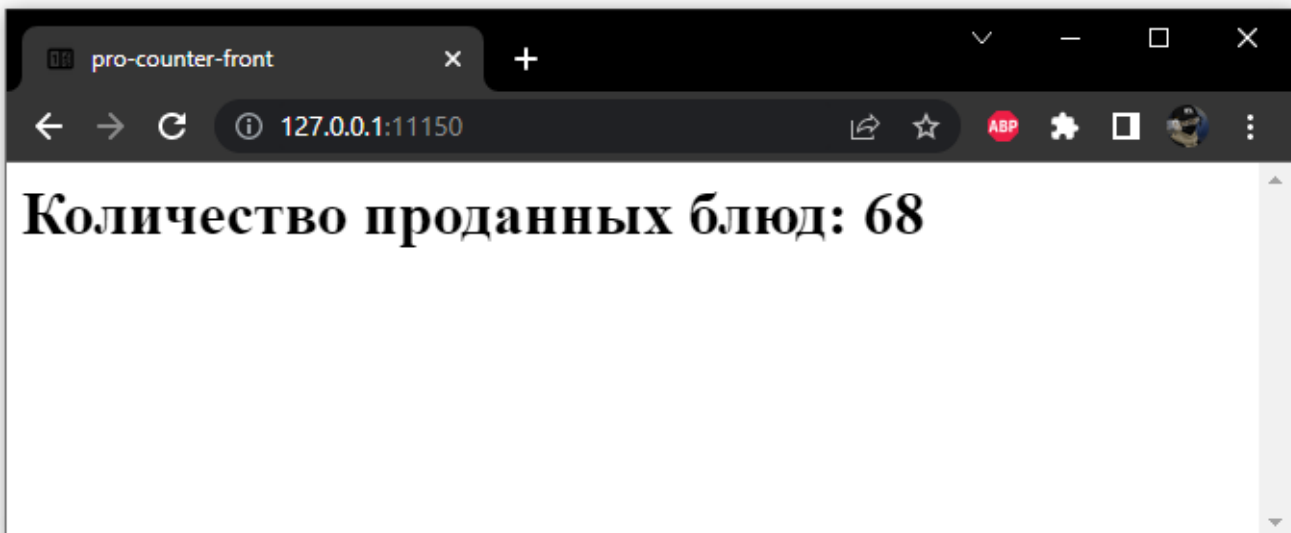 pro-counter-front
127.0.0.1:11150
ABP
Количество проданных блюд: 68